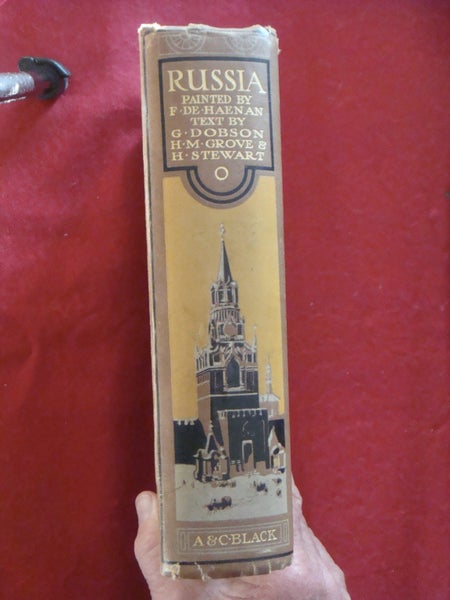 RUSSIA
PAINTED BY
F·DE·HAENAN
TEXT BY
G·DOBSON
H·M·GROVE &
H·STEWART
A & C·BLACK